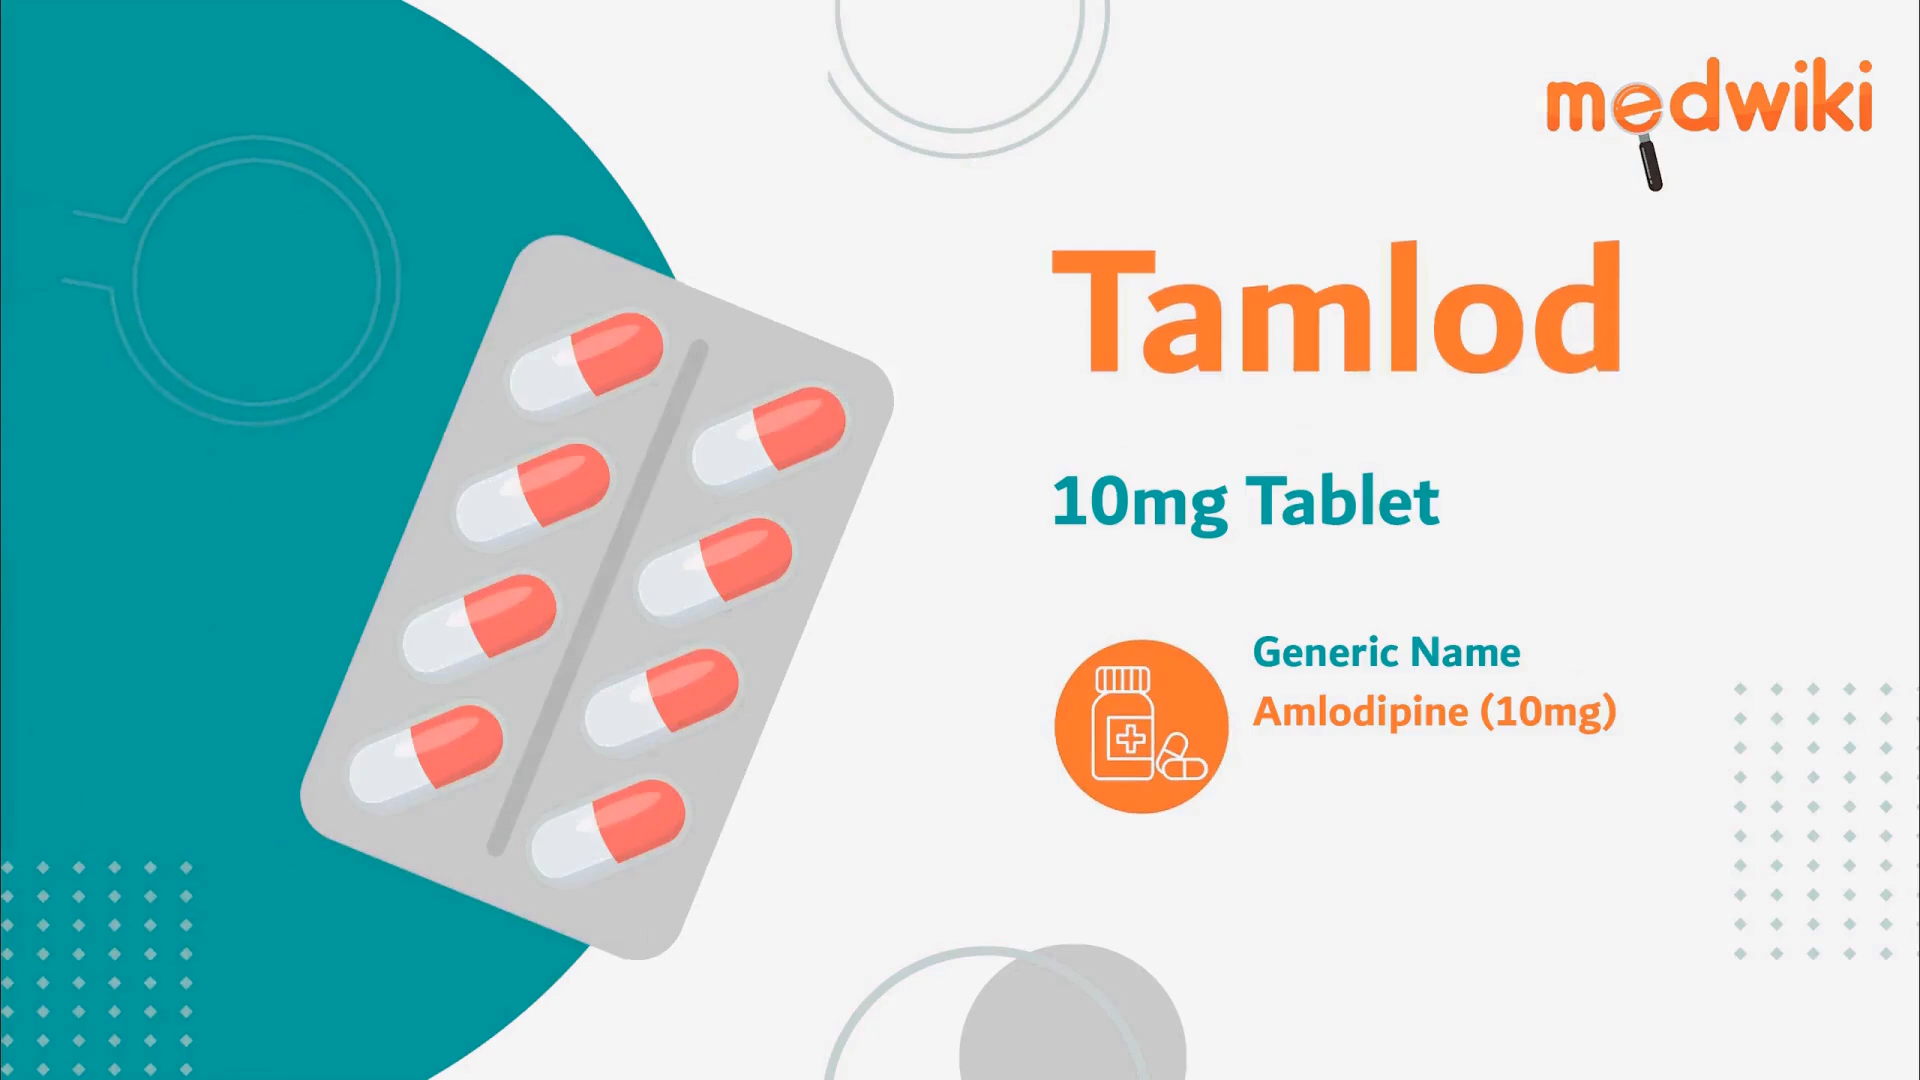 medwiki
Tamlod
10mg Tablet
Generic Name
Amlodipine (10mg)